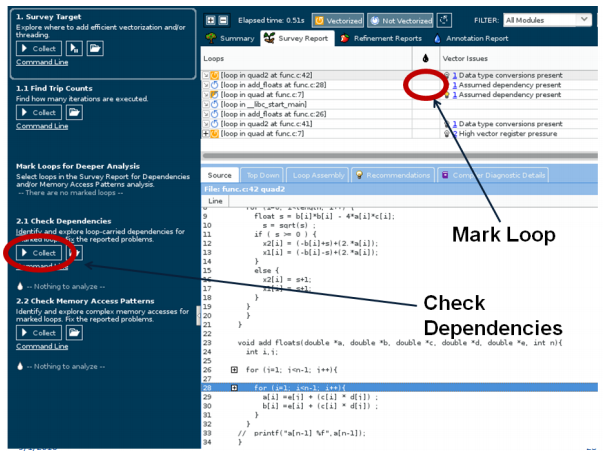 1. Survey Target
Explore where to add efficient vectorization and/or
threading.
Collect
Command Line
1.1 Find Trip Counts
Find how many iterations are executed.
Collect
Command Line
Mark Loops for Deeper Analysis
Select loops in the Survey Report for Dependencies
and/or Memory Access Patterns analysis.
-- There are no marked loops --
2.1 Check Dependencies
Identify and explore loop-carried dependencies for
marked loops. Fix the reported problems.
Collect
Command Line
-- Nothing to analyze --
2.2 Check Memory Access Patterns
Identify and explore complex memory accesses for
marked loops. Fix the reported problems.
Collect
Command Line
-- Nothing to analyze --
Elapsed time: 0.51s Vectorized Not Vectorized FILTER: All Modules
Summary Survey Report Refinement Reports Annotation Report
Loops Vector Issues
[loop in quad2 at func.c:42] 1 Data type conversions present
[loop in add_floats at func.c:28] 1 Assumed dependency present
[loop in quad at func.c:7] 1 Assumed dependency present
[loop in __libc_start_main]
[loop in add_floats at func.c:26]
[loop in quad2 at func.c:41] 1 Data type conversions present
[loop in quad at func.c:7] 2 High vector register pressure
Source Top Down Loop Assembly Recommendations Compiler Diagnostic Details
File: func.c:42 quad2
Line
9 float s = b[i]*b[i] - 4*a[i]*c[i];
10 s = sqrt(s) ;
11 if ( s >= 0 ) {
12 x2[i] = (-b[i]+s)+(2.*a[i]);
13 x1[i] = (-b[i]-s)+(2.*a[i]);
14 }
15 else {
16 x2[i] = s+1;
17 x1[i] = s+1;
18 }
19 }
20 }
21 }
22
23 void add floats(double *a, double *b, double *c, double *d, double *e, int n){
24 int i,j;
25
26 for (j=1; j<n-1; j++){
27
28 for (i=1; i<n-1; i++){
29 a[i] =e[j] + (c[i] * d[j]) ;
30 b[i] =e[j] + (c[i] * d[i]) ;
31 }
32 }
33 // printf("a[n-1] %f",a[n-1]);
34 }
Mark Loop
Check
Dependencies